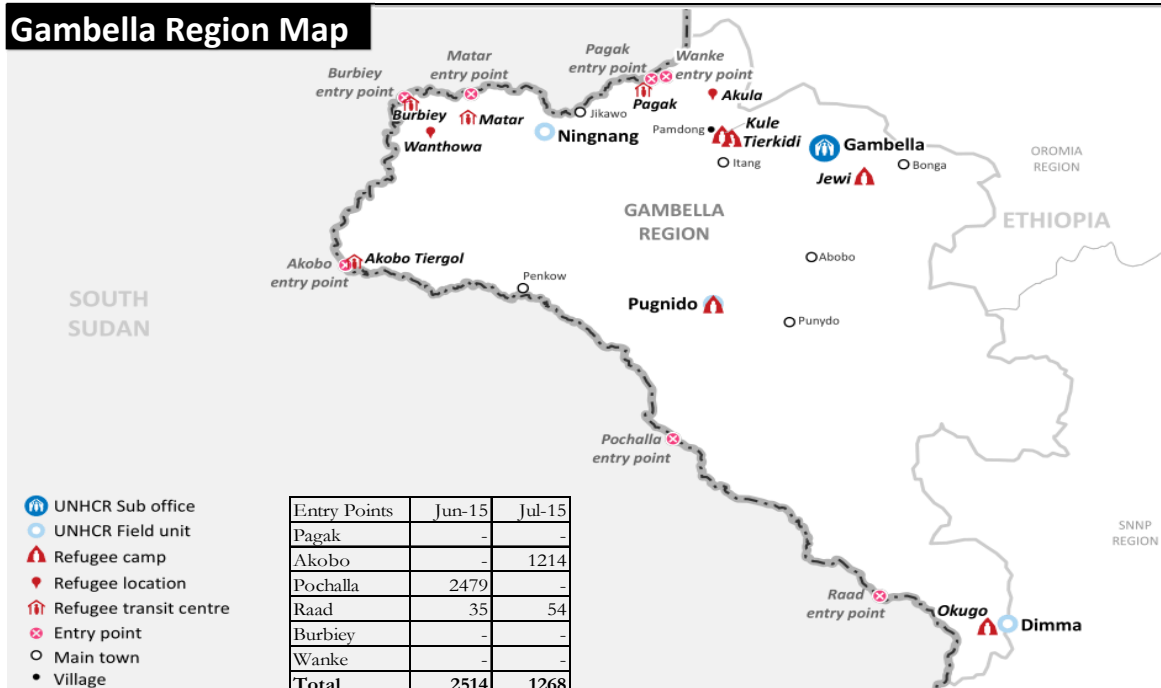 Gambella Region Map
Burbiey
entry point
Matar
entry point
Pagak
entry point
Wanke
entry point
Burbiey
Matar
Wanthowa
Jikawo
Ningnang
Pagak
Akula
Pamdong
Kule
Tierkidi
Itang
Gambella
Jewi
Bonga
OROMIA
REGION
ETHIOPIA
GAMBELLA
REGION
Abobo
Akobo
entry point
Akobo Tiergol
Penkow
SOUTH
SUDAN
Pugnido
Punydo
Pochalla
entry point
SNNP
REGION
Raad
entry point
Okugo
Dimma
UNHCR Sub office
UNHCR Field unit
Refugee camp
Refugee location
Refugee transit centre
Entry point
Main town
Village
Entry Points Jun-15 Jul-15
Pagak - -
Akobo - 1214
Pochalla 2479 -
Raad 35 54
Burbiey - -
Wanke - -
Total 2514 1268